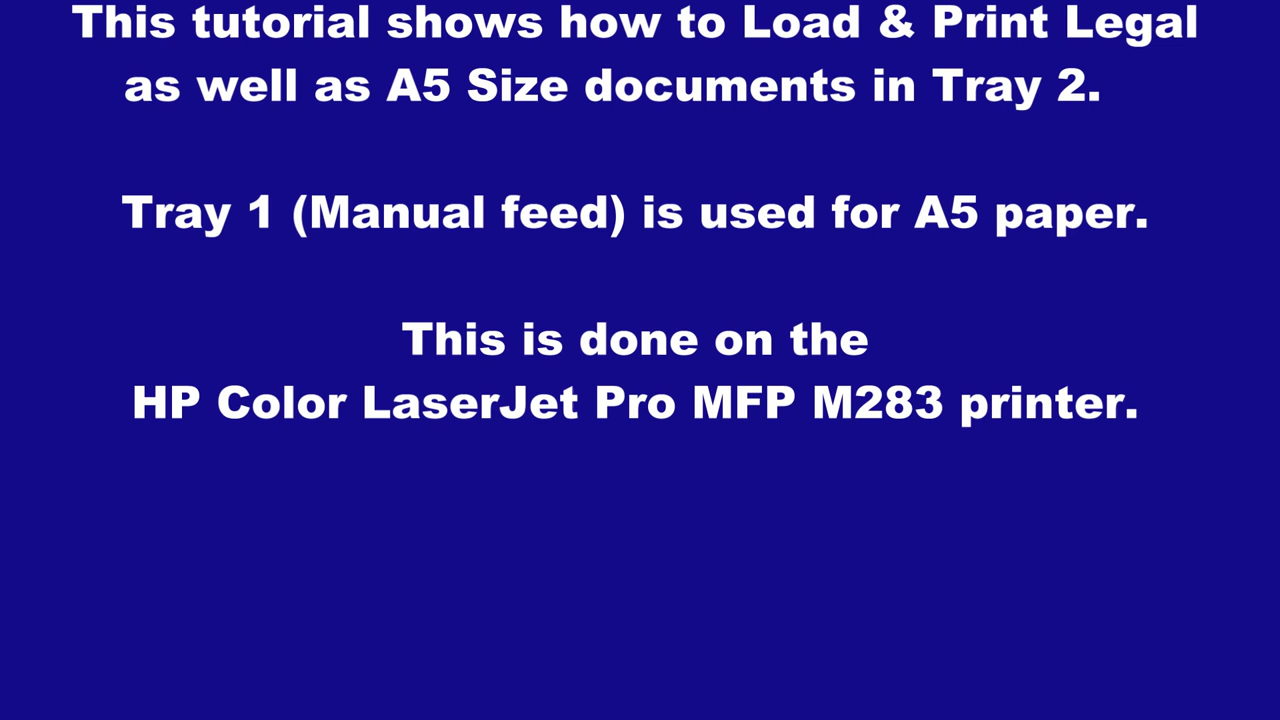 This tutorial shows how to Load & Print Legal
as well as A5 Size documents in Tray 2.
Tray 1 (Manual feed) is used for A5 paper.
This is done on the
HP Color LaserJet Pro MFP M283 printer.